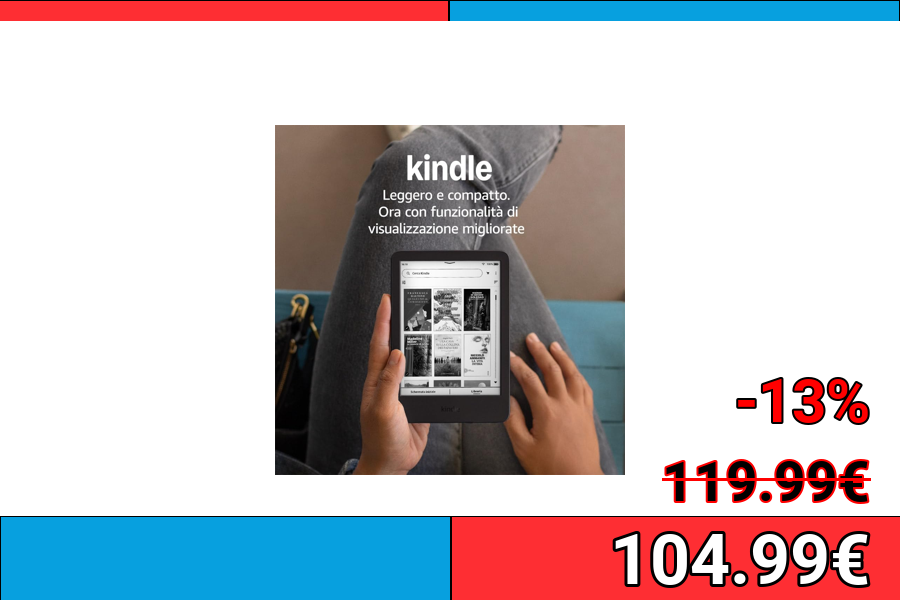 kindle
Leggero e compatto.
Ora con funzionalità di
visualizzazione migliorate
-13%
119.99€
104.99€